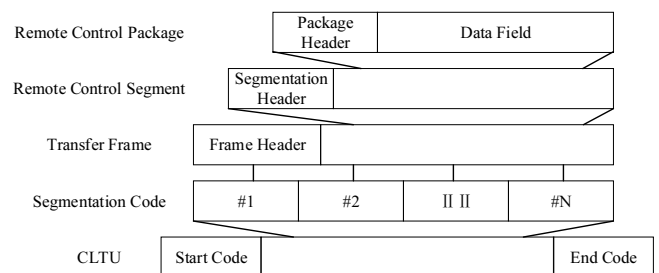 Remote Control Package
Package Header
Data Field
Remote Control Segment
Segmentation Header
Transfer Frame
Frame Header
Segmentation Code
#1
#2
II II
#N
CLTU
Start Code
End Code